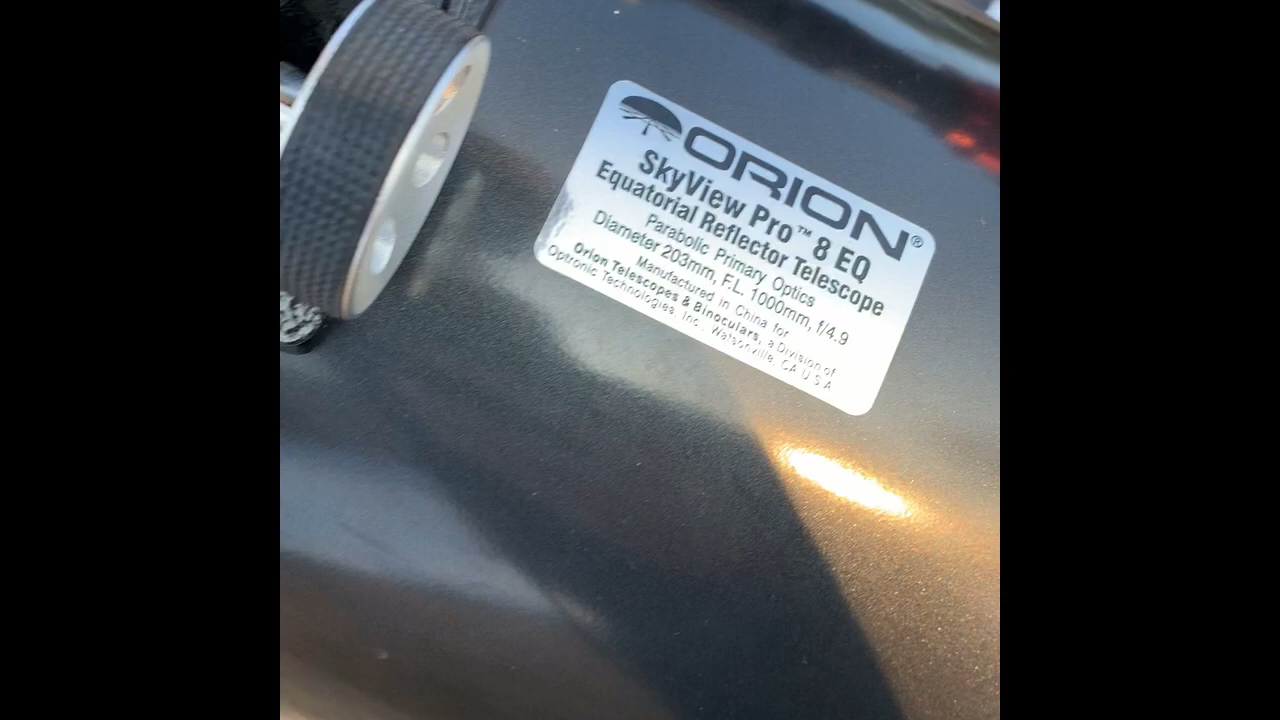 ORION®
SkyView Pro™ 8 EQ
Equatorial Reflector Telescope
Parabolic Primary Optics
Diameter 203mm, F.L. 1000mm, f/4.9
Manufactured in China for
Orion Telescopes & Binoculars, a Division of
Optronic Technologies, Inc., Watsonville, CA U S A